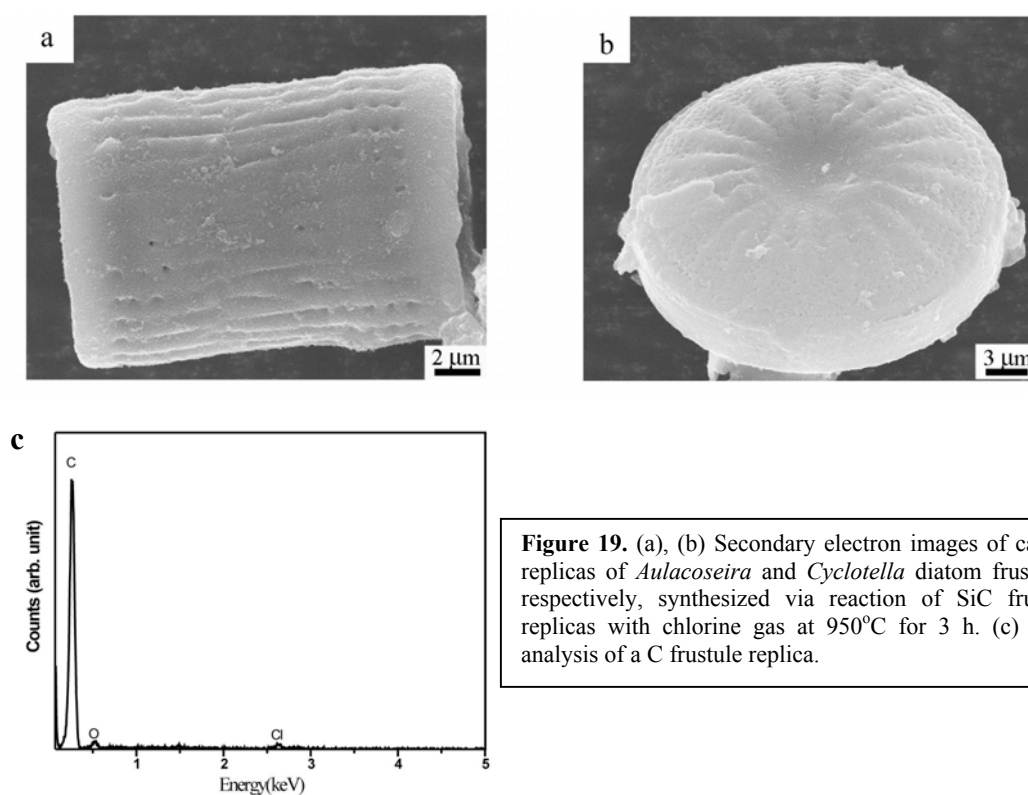 a
b
2 µm
3 µm
c
C
O
Cl
Counts (arb. unit)
1 2 3 4 5
Energy(keV)
Figure 19. (a), (b) Secondary electron images of
replicas of Aulacoseira and Cyclotella diatom
respectively, synthesized via reaction of SiC
replicas with chlorine gas at 950°C for 3 h. (c)
analysis of a C frustule replica.